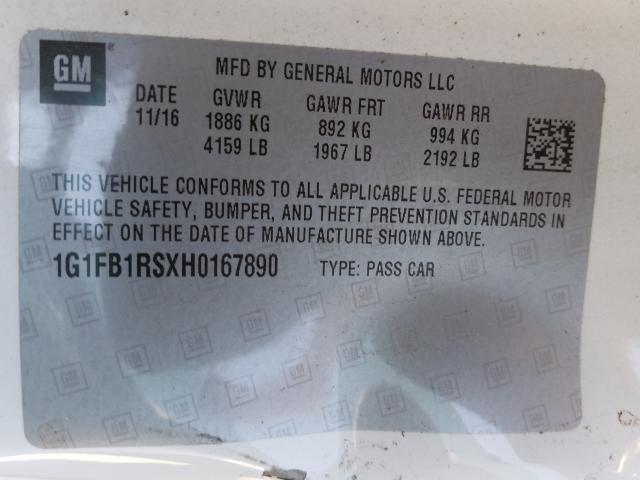 GM
MFD BY GENERAL MOTORS LLC
DATE GVWR GAWR FRT GAWR RR
11/16 1886 KG 892 KG 994 KG
4159 LB 1967 LB 2192 LB
THIS VEHICLE CONFORMS TO ALL APPLICABLE U.S. FEDERAL MOTOR
VEHICLE SAFETY, BUMPER, AND THEFT PREVENTION STANDARDS IN
EFFECT ON THE DATE OF MANUFACTURE SHOWN ABOVE.
1G1FB1RSXH0167890 TYPE: PASS CAR